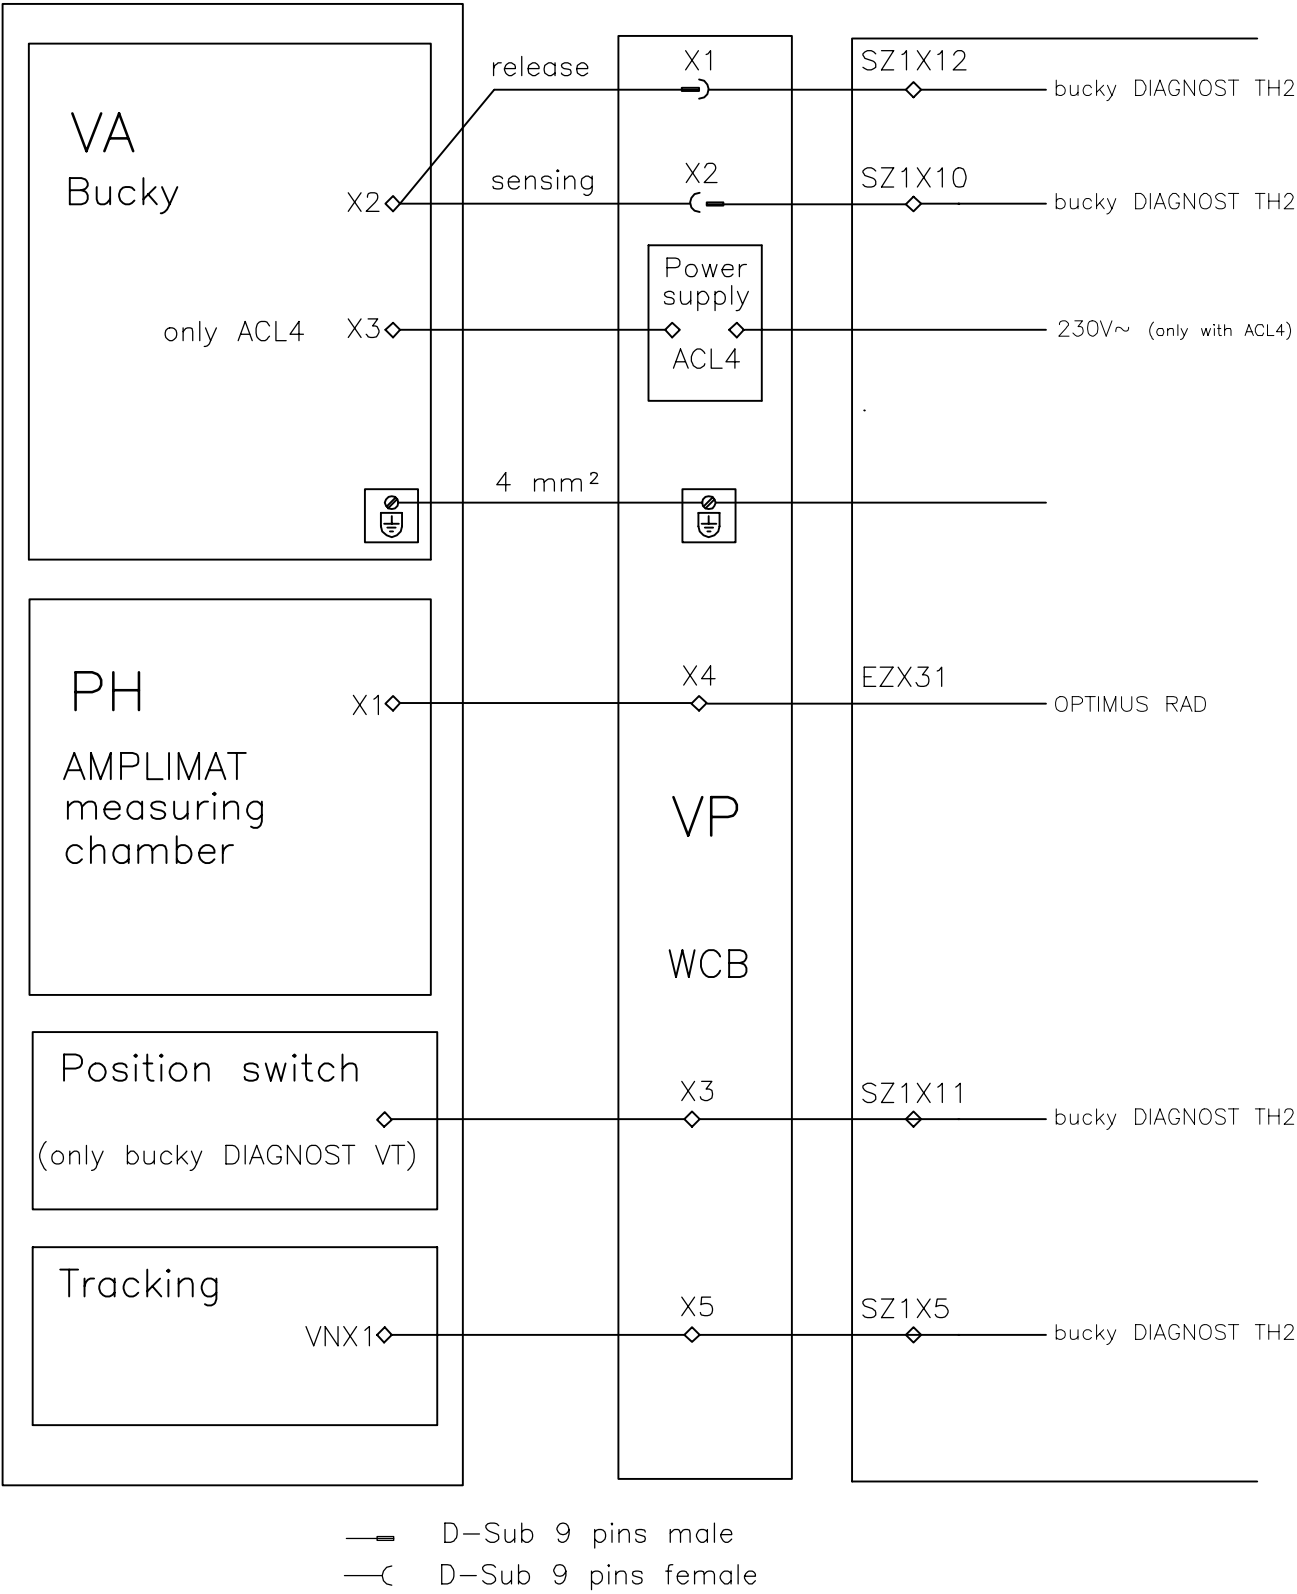 release
X1
SZ1X12
bucky DIAGNOST TH2
VA
Bucky
X2
sensing
X2
SZ1X10
bucky DIAGNOST TH2
Power
supply
only ACL4
X3
ACL4
230V~ (only with ACL4)
4 mm²
PH
X1
X4
EZX31
OPTIMUS RAD
AMPLIMAT
measuring
chamber
VP
WCB
Position switch
(only bucky DIAGNOST VT)
X3
SZ1X11
bucky DIAGNOST TH2
Tracking
VNX1
X5
SZ1X5
bucky DIAGNOST TH2
D-Sub 9 pins male
D-Sub 9 pins female